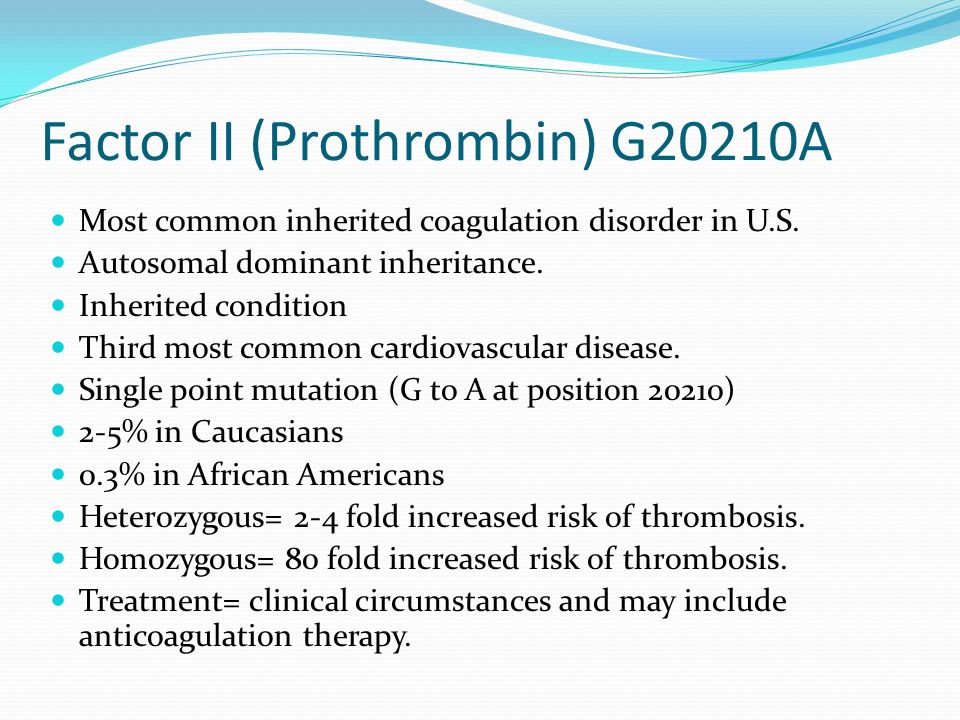 Factor II (Prothrombin) G20210A
Most common inherited coagulation disorder in U.S.
Autosomal dominant inheritance.
Inherited condition
Third most common cardiovascular disease.
Single point mutation (G to A at position 20210)
2-5% in Caucasians
0.3% in African Americans
Heterozygous= 2-4 fold increased risk of thrombosis.
Homozygous= 80 fold increased risk of thrombosis.
Treatment= clinical circumstances and may include
anticoagulation therapy.